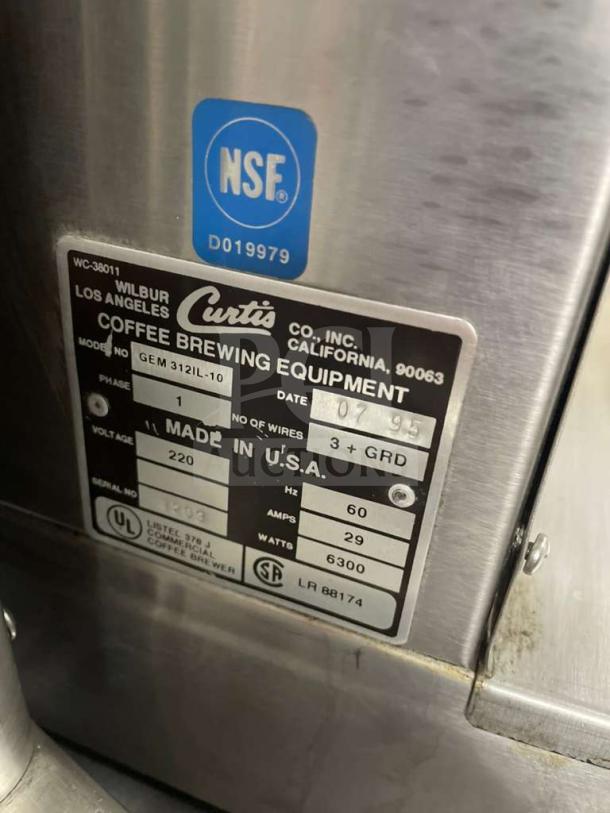 NSF®
D019979
WC-38011
WILBUR Curtis CO., INC.
LOS ANGELES CALIFORNIA, 90063
COFFEE BREWING EQUIPMENT
MODEL NO GEM 312IL-10 DATE 07 95
PHASE 1 NO OF WIRES 3 + GRD
MADE IN U.S.A.
VOLTAGE 220 Hz 60
SERIAL NO AMPS 29
WATTS 6300
UL LISTED 378 J
COMMERCIAL
COFFEE BREWER
SA LR 88174
PCI
AUCTIONS